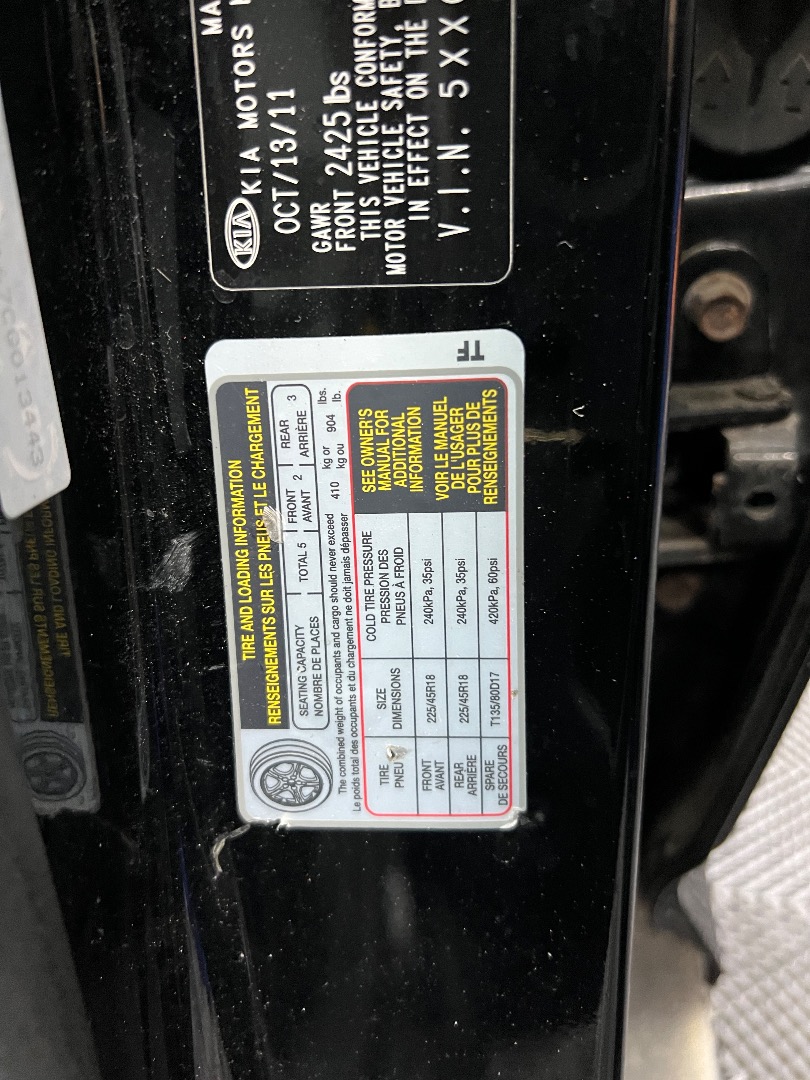 MA
KIA KIA MOTORS
OCT/13/11
GAWR
FRONT 2425 lbs
THIS VEHICLE CONFORM
MOTOR VEHICLE SAFETY,
IN EFFECT ON THE
V.I.N. 5XX
TF
TIRE AND LOADING INFORMATION
RENSEIGNEMENTS SUR LES PNEUS ET LE CHARGEMENT
SEATING CAPACITY TOTAL 5 FRONT 2 REAR 3
NOMBRE DE PLACES AVANT ARRIÈRE
The combined weight of occupants and cargo should never exceed 410 kg or 904 lbs.
Le poids total des occupants et du chargement ne doit jamais dépasser kg ou lb.
TIRE SIZE COLD TIRE PRESSURE
PNEU DIMENSIONS PRESSION DES
PNEUS À FROID
FRONT 225/45R18 240kPa, 35psi
AVANT
REAR 225/45R18 240kPa, 35psi
ARRIÈRE
SPARE T135/80D17 420kPa, 60psi
DE SECOURS
SEE OWNER'S
MANUAL FOR
ADDITIONAL
INFORMATION
VOIR LE MANUEL
DE L'USAGER
POUR PLUS DE
RENSEIGNEMENTS